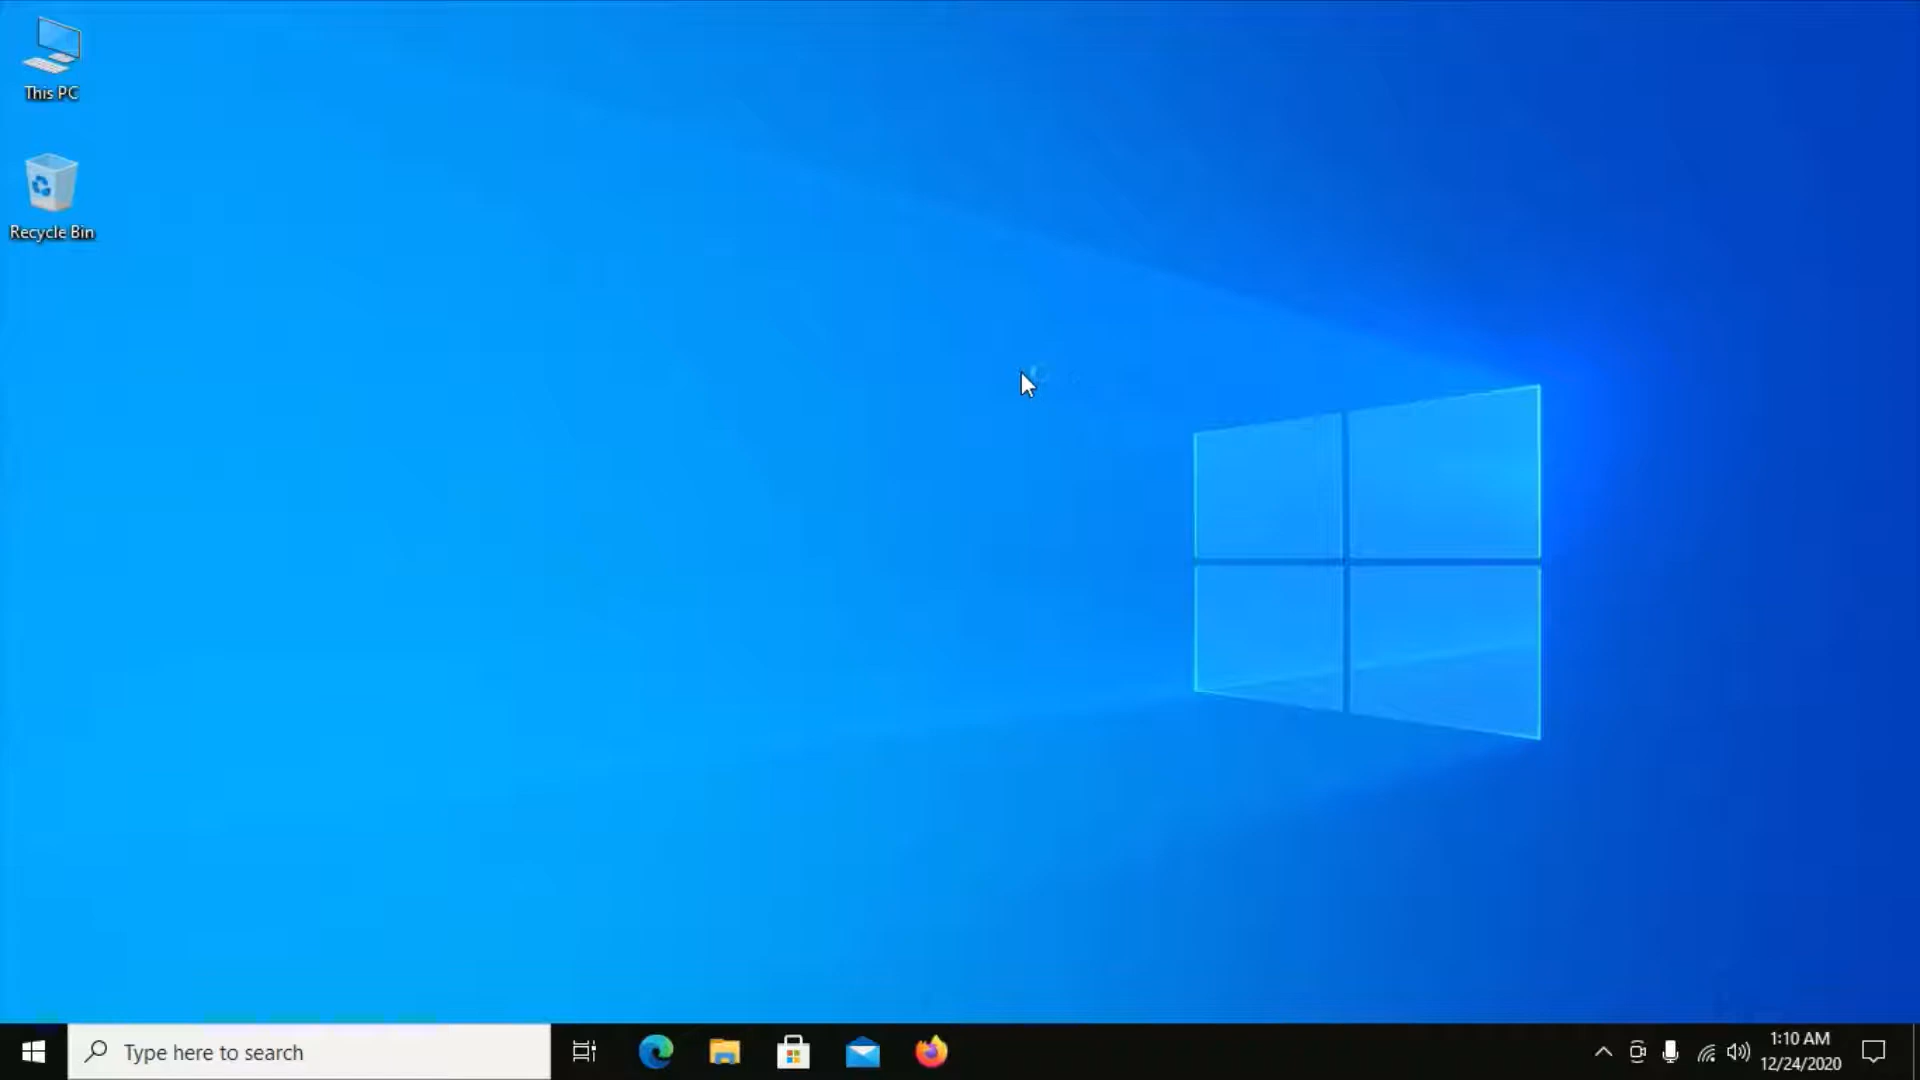 This PC
Recycle Bin
Type here to search
1:10 AM
12/24/2020